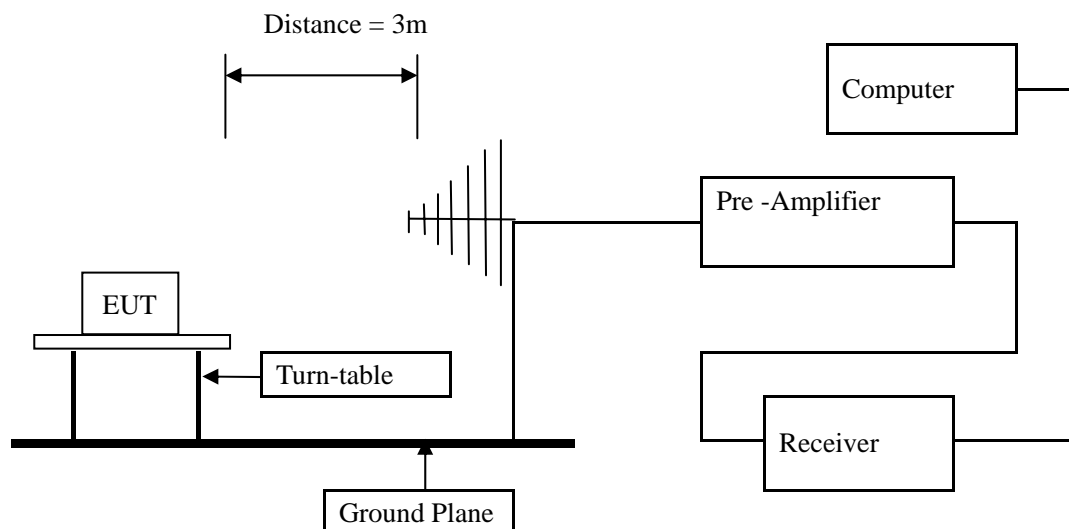 Distance = 3m
Computer
Pre -Amplifier
EUT
Turn-table
Receiver
Ground Plane